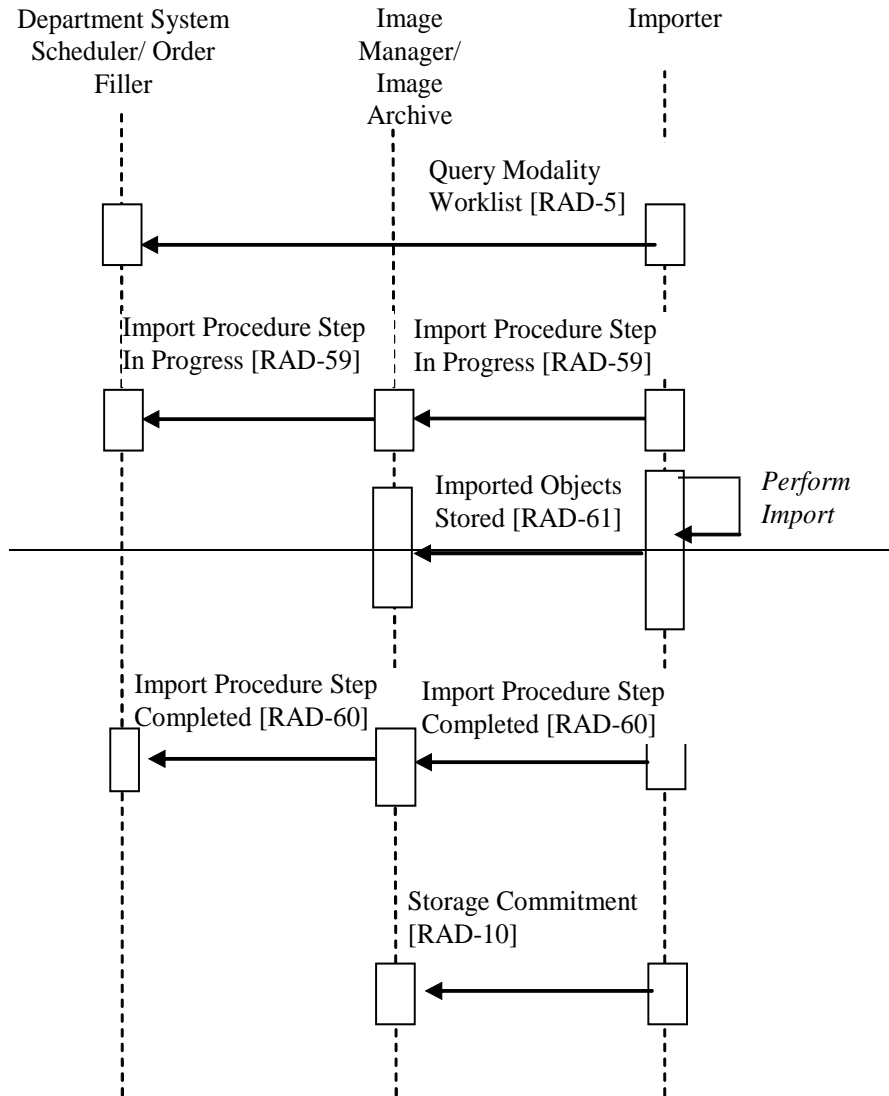 Department System
Scheduler/ Order
Filler
Image
Manager/
Image
Archive
Importer
Query Modality
Worklist [RAD-5]
Import Procedure Step
In Progress [RAD-59]
Import Procedure Step
In Progress [RAD-59]
Imported Objects
Stored [RAD-61]
Perform
Import
Import Procedure Step
Completed [RAD-60]
Import Procedure Step
Completed [RAD-60]
Storage Commitment
[RAD-10]